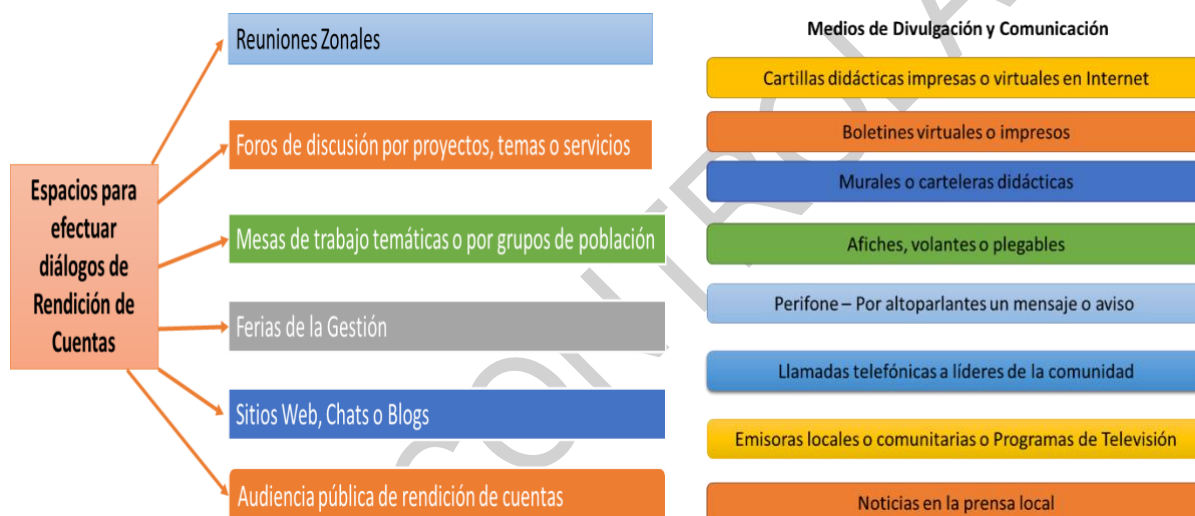 Espacios para
efectuar
diálogos de
Rendición de
Cuentas
Reuniones Zonales
Foros de discusión por proyectos, temas o servicios
Mesas de trabajo temáticas o por grupos de población
Ferias de la Gestión
Sitios Web, Chats o Blogs
Audiencia pública de rendición de cuentas
Medios de Divulgación y Comunicación
Cartillas didácticas impresas o virtuales en Internet
Boletines virtuales o impresos
Murales o carteleras didácticas
Afiches, volantes o plegables
Perifone – Por altoparlantes un mensaje o aviso
Llamadas telefónicas a líderes de la comunidad
Emisoras locales o comunitarias o Programas de Televisión
Noticias en la prensa local